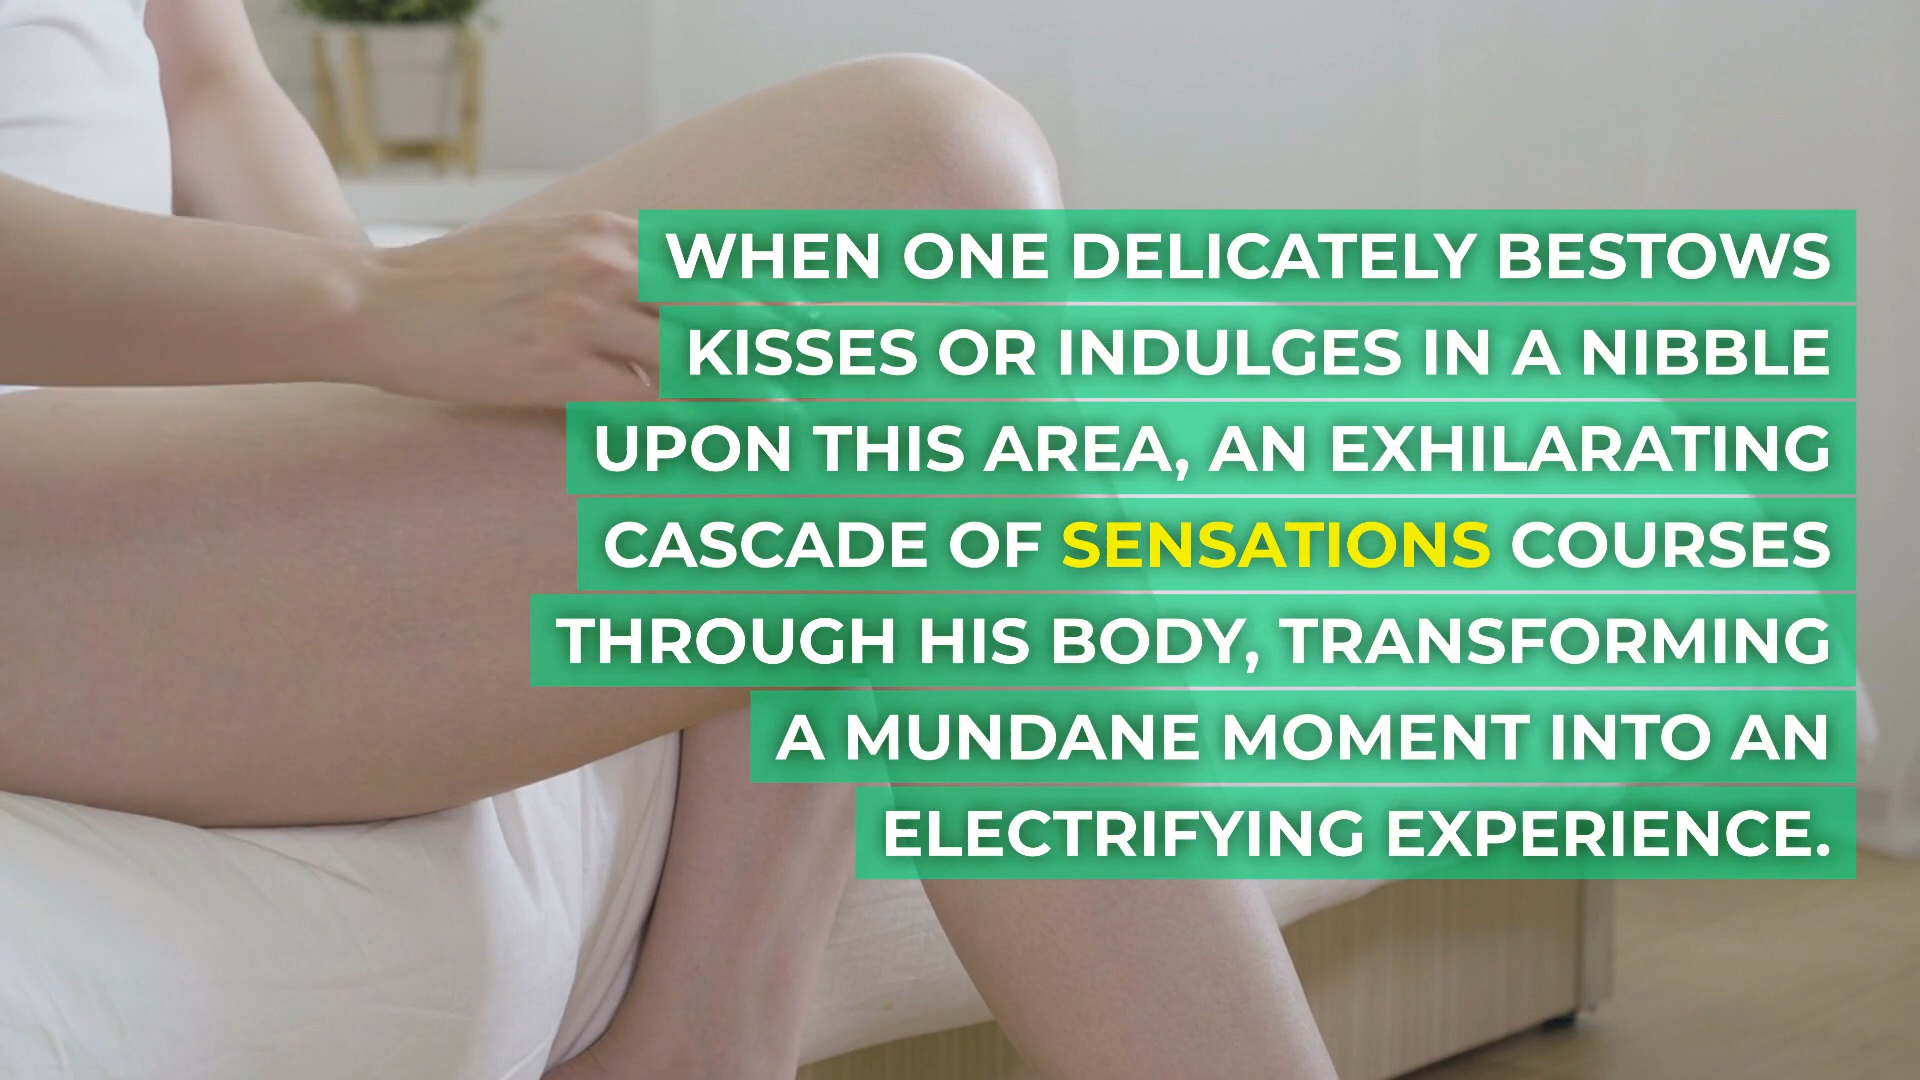 WHEN ONE DELICATELY BESTOWS
KISSES OR INDULGES IN A NIBBLE
UPON THIS AREA, AN EXHILARATING
CASCADE OF SENSATIONS COURSES
THROUGH HIS BODY, TRANSFORMING
A MUNDANE MOMENT INTO AN
ELECTRIFYING EXPERIENCE.